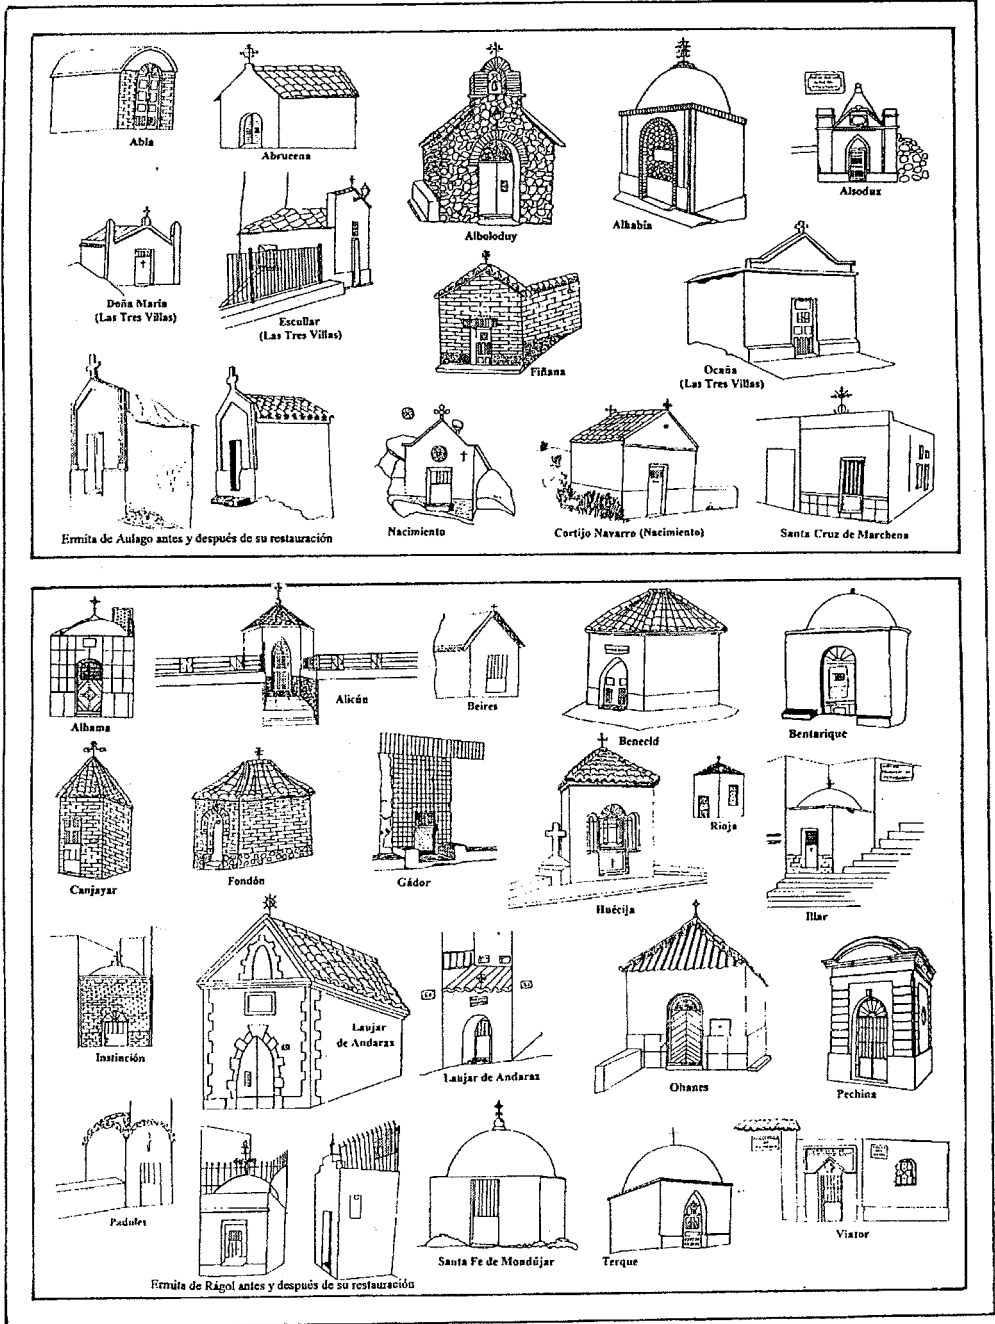 Abla
Abrucena
Alboloduy
Alhabia
Alsodux
Doña María
(Las Tres Villas)
Escullar
(Las Tres Villas)
Fiñana
Ocaña
(Las Tres Villas)
Ermita de Aulago antes y después de su restauración
Nacimiento
Cortijo Navarro (Nacimiento)
Santa Cruz de Marchena
Alhama
Alicún
Beires
Benecid
Bentarique
Canjayar
Fondón
Gádor
Huécija
Rioja
Illar
Instinción
Laujar
de Andarax
Laujar de Andarax
Ohanes
Pechina
Padules
Ermita de Rágol antes y después de su restauración
Santa Fe de Mondújar
Terque
Viator